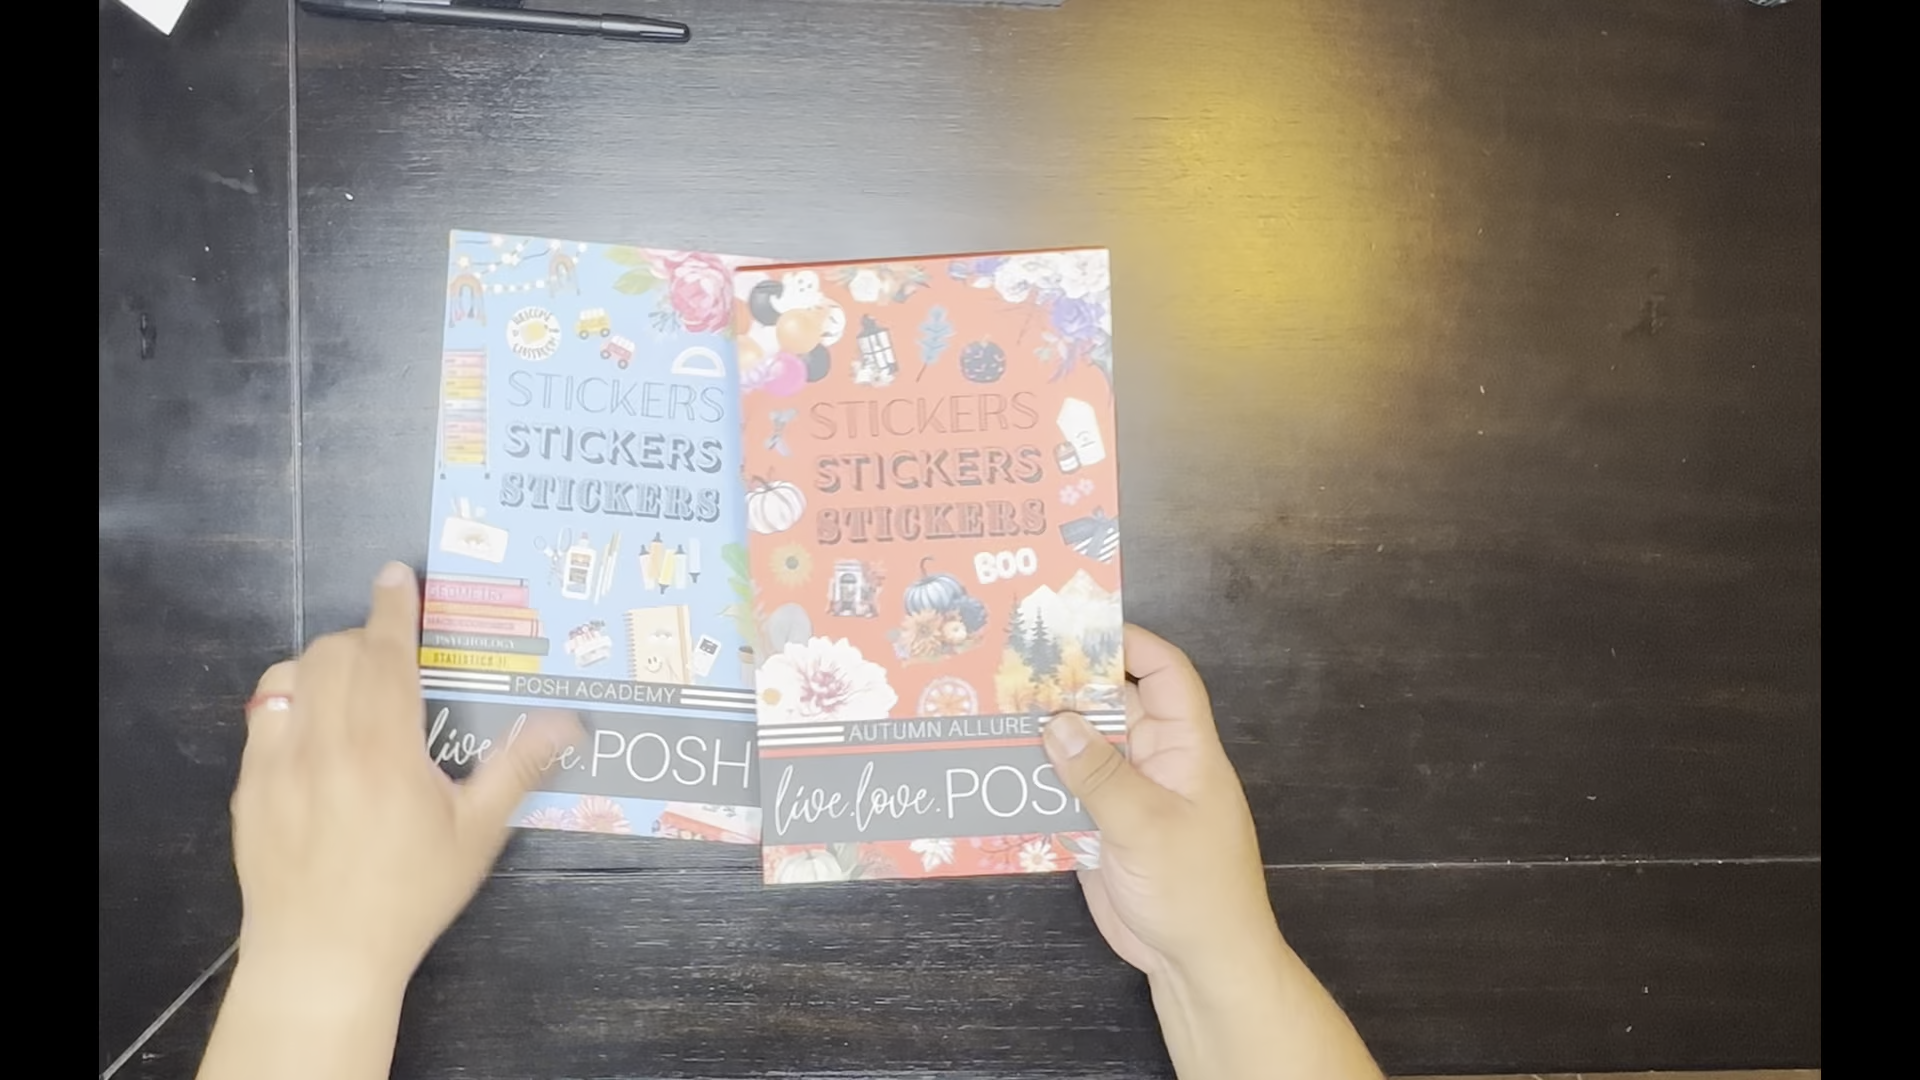 STICKERS
STICKERS
STICKERS
GEOMETRY
PSYCHOLOGY
STATISTICS II
POSH ACADEMY
live.love.POSH
STICKERS
STICKERS
STICKERS
BOO
AUTUMN ALLURE
live.love.POS